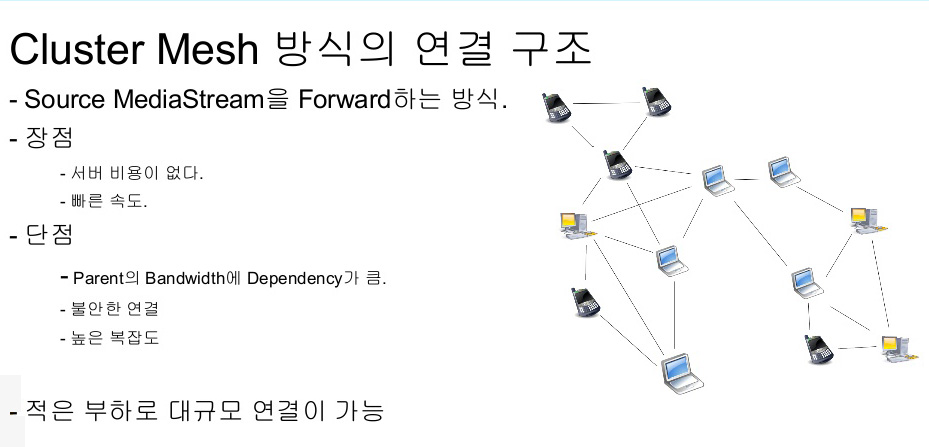 Cluster Mesh 방식의 연결 구조
- Source MediaStream을 Forward하는 방식.
- 장점
- 서버 비용이 없다.
- 빠른 속도.
- 단점
- Parent의 Bandwidth에 Dependency가 큼.
- 불안한 연결
- 높은 복잡도
- 적은 부하로 대규모 연결이 가능